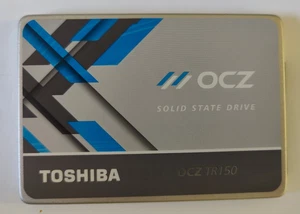 OCZ
SOLID STATE DRIVE
TOSHIBA
OCZ TR150